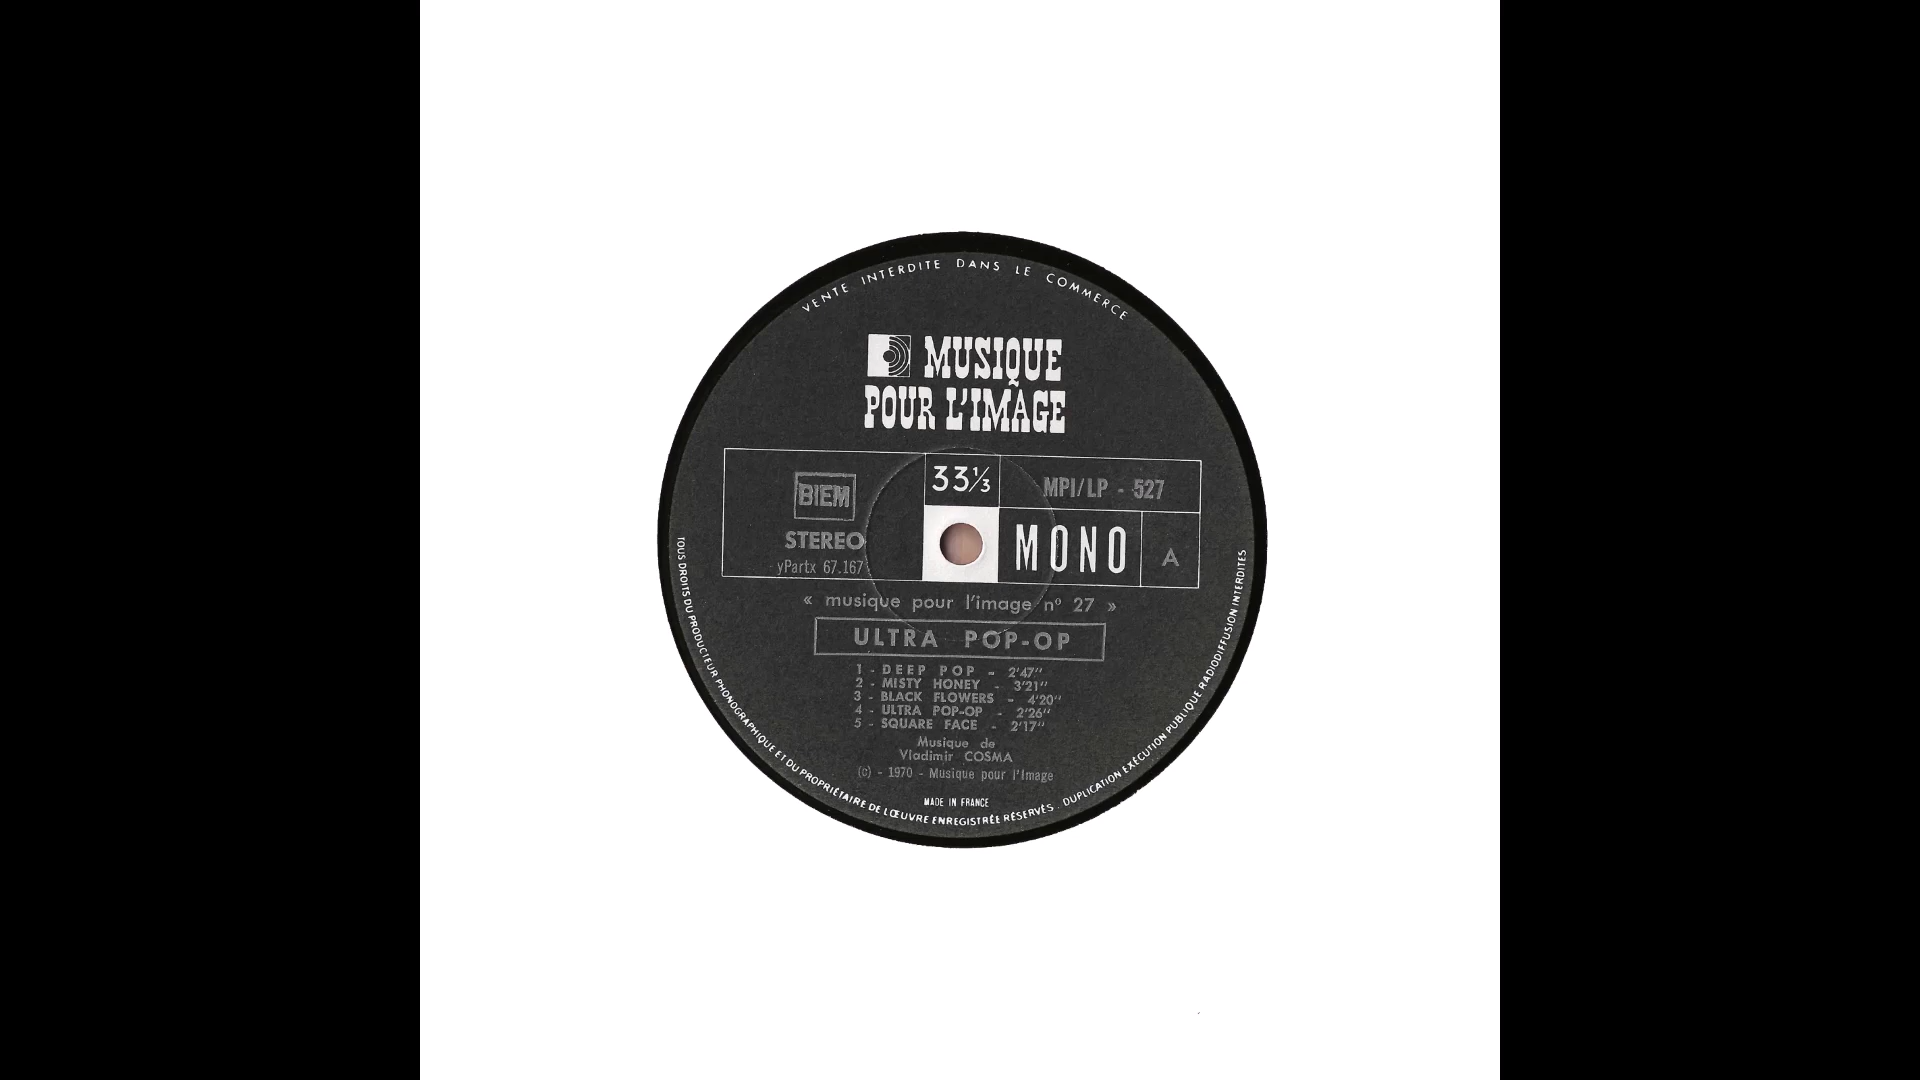 VENTE INTERDITE DANS LE COMMERCE
MUSIQUE
POUR L'IMAGE
33 1/3
MPI/LP - 527
BIEM
STEREO
MONO
A
yPartx 67.167
« musique pour l'image nº 27 »
ULTRA POP-OP
1 - DEEP POP - 2'47"
2 - MISTY HONEY - 3'21"
3 - BLACK FLOWERS - 4'20"
4 - ULTRA POP-OP - 2'26"
5 - SQUARE FACE - 2'17"
Musique de
Vladimir COSMA
(c) - 1970 - Musique pour l'Image
MADE IN FRANCE
TOUS DROITS DU PRODUCTEUR PHONOGRAPHIQUE ET DU PROPRIÉTAIRE DE L'ŒUVRE ENREGISTRÉE RÉSERVÉS. DUPLICATION EXÉCUTION PUBLIQUE RADIODIFFUSION INTERDITES